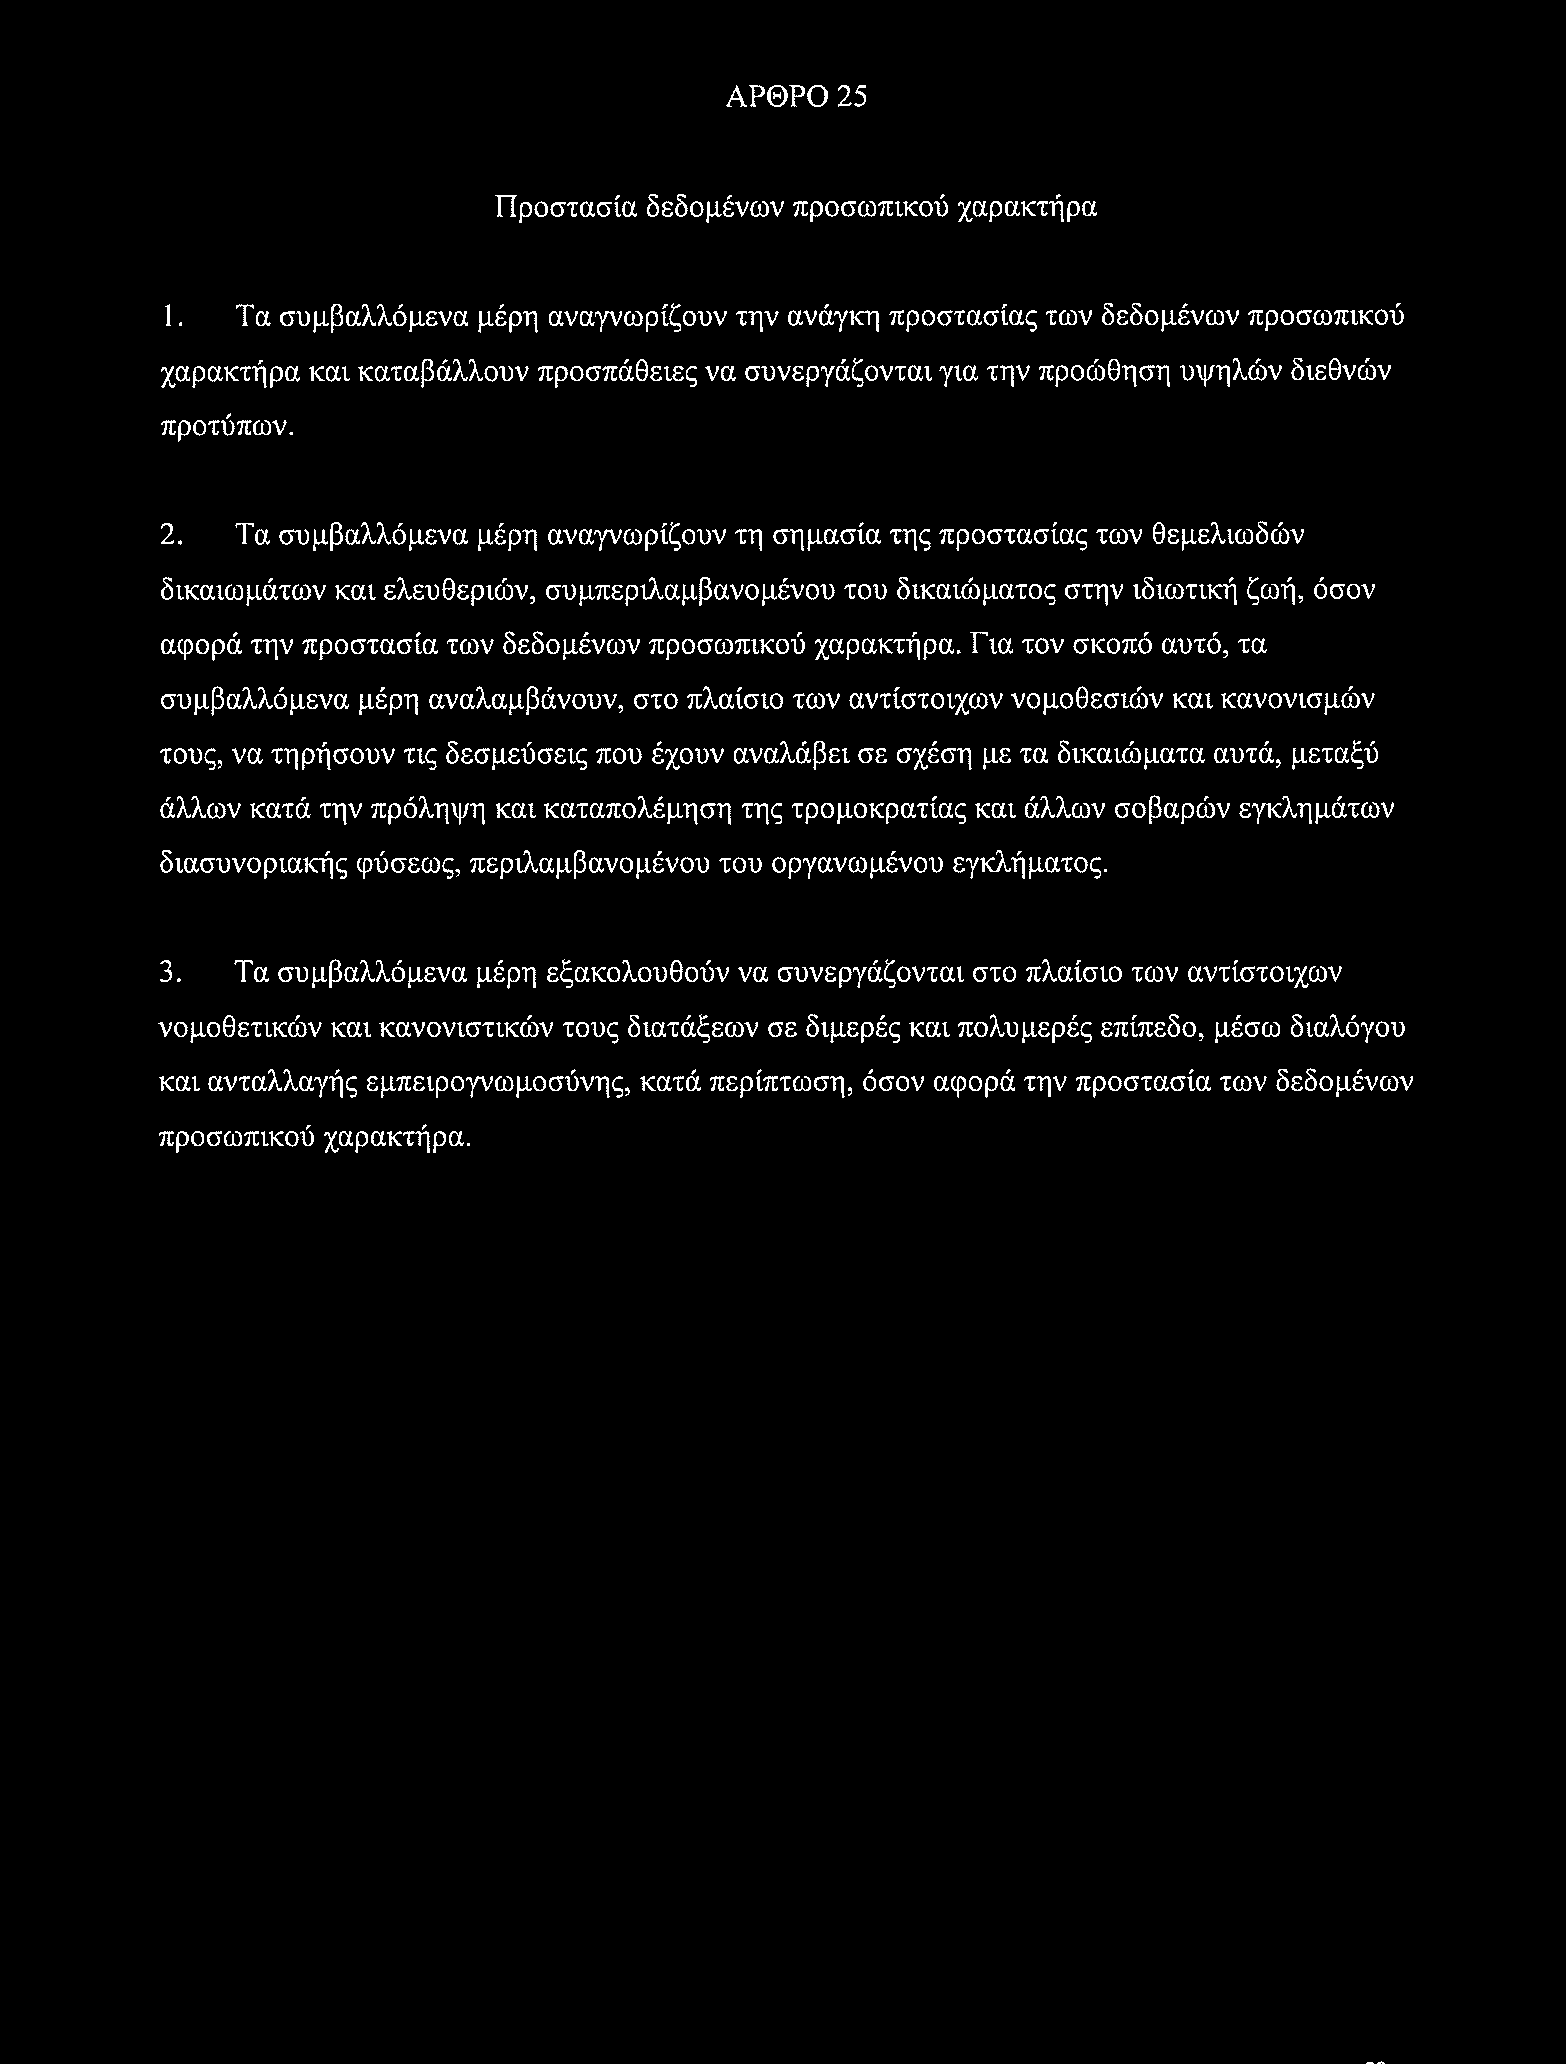 ΑΡΘΡΟ 25
Προστασία δεδομένων προσωπικού χαρακτήρα
1. Τα συμβαλλόμενα μέρη αναγνωρίζουν την ανάγκη προστασίας των δεδομένων προσωπικού
χαρακτήρα και καταβάλλουν προσπάθειες να συνεργάζονται για την προώθηση υψηλών διεθνών
προτύπων.
2. Τα συμβαλλόμενα μέρη αναγνωρίζουν τη σημασία της προστασίας των θεμελιωδών
δικαιωμάτων και ελευθεριών, συμπεριλαμβανομένου του δικαιώματος στην ιδιωτική ζωή, όσον
αφορά την προστασία των δεδομένων προσωπικού χαρακτήρα. Για τον σκοπό αυτό, τα
συμβαλλόμενα μέρη αναλαμβάνουν, στο πλαίσιο των αντίστοιχων νομοθεσιών και κανονισμών
τους, να τηρήσουν τις δεσμεύσεις που έχουν αναλάβει σε σχέση με τα δικαιώματα αυτά, μεταξύ
άλλων κατά την πρόληψη και καταπολέμηση της τρομοκρατίας και άλλων σοβαρών εγκλημάτων
διασυνοριακής φύσεως, περιλαμβανομένου του οργανωμένου εγκλήματος.
3. Τα συμβαλλόμενα μέρη εξακολουθούν να συνεργάζονται στο πλαίσιο των αντίστοιχων
νομοθετικών και κανονιστικών τους διατάξεων σε διμερές και πολυμερές επίπεδο, μέσω διαλόγου
και ανταλλαγής εμπειρογνωμοσύνης, κατά περίπτωση, όσον αφορά την προστασία των δεδομένων
προσωπικού χαρακτήρα.